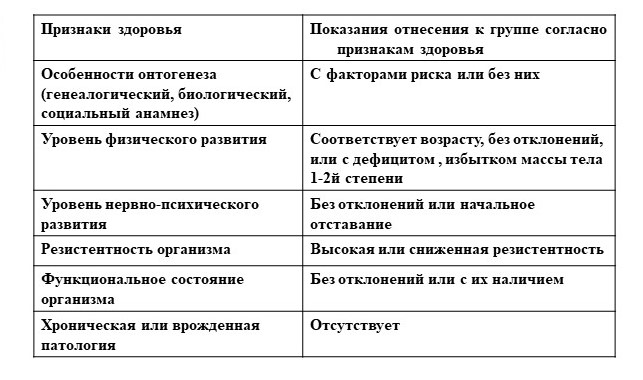 Признаки здоровья
Показания отнесения к группе согласно
признакам здоровья
Особенности онтогенеза
(генеалогический, биологический,
социальный анамнез)
С факторами риска или без них
Уровень физического развития
Соответствует возрасту, без отклонений,
или с дефицитом , избытком массы тела
1-2й степени
Уровень нервно-психического
развития
Без отклонений или начальное
отставание
Резистентность организма
Высокая или сниженная резистентность
Функциональное состояние
организма
Без отклонений или с их наличием
Хроническая или врожденная
патология
Отсутствует